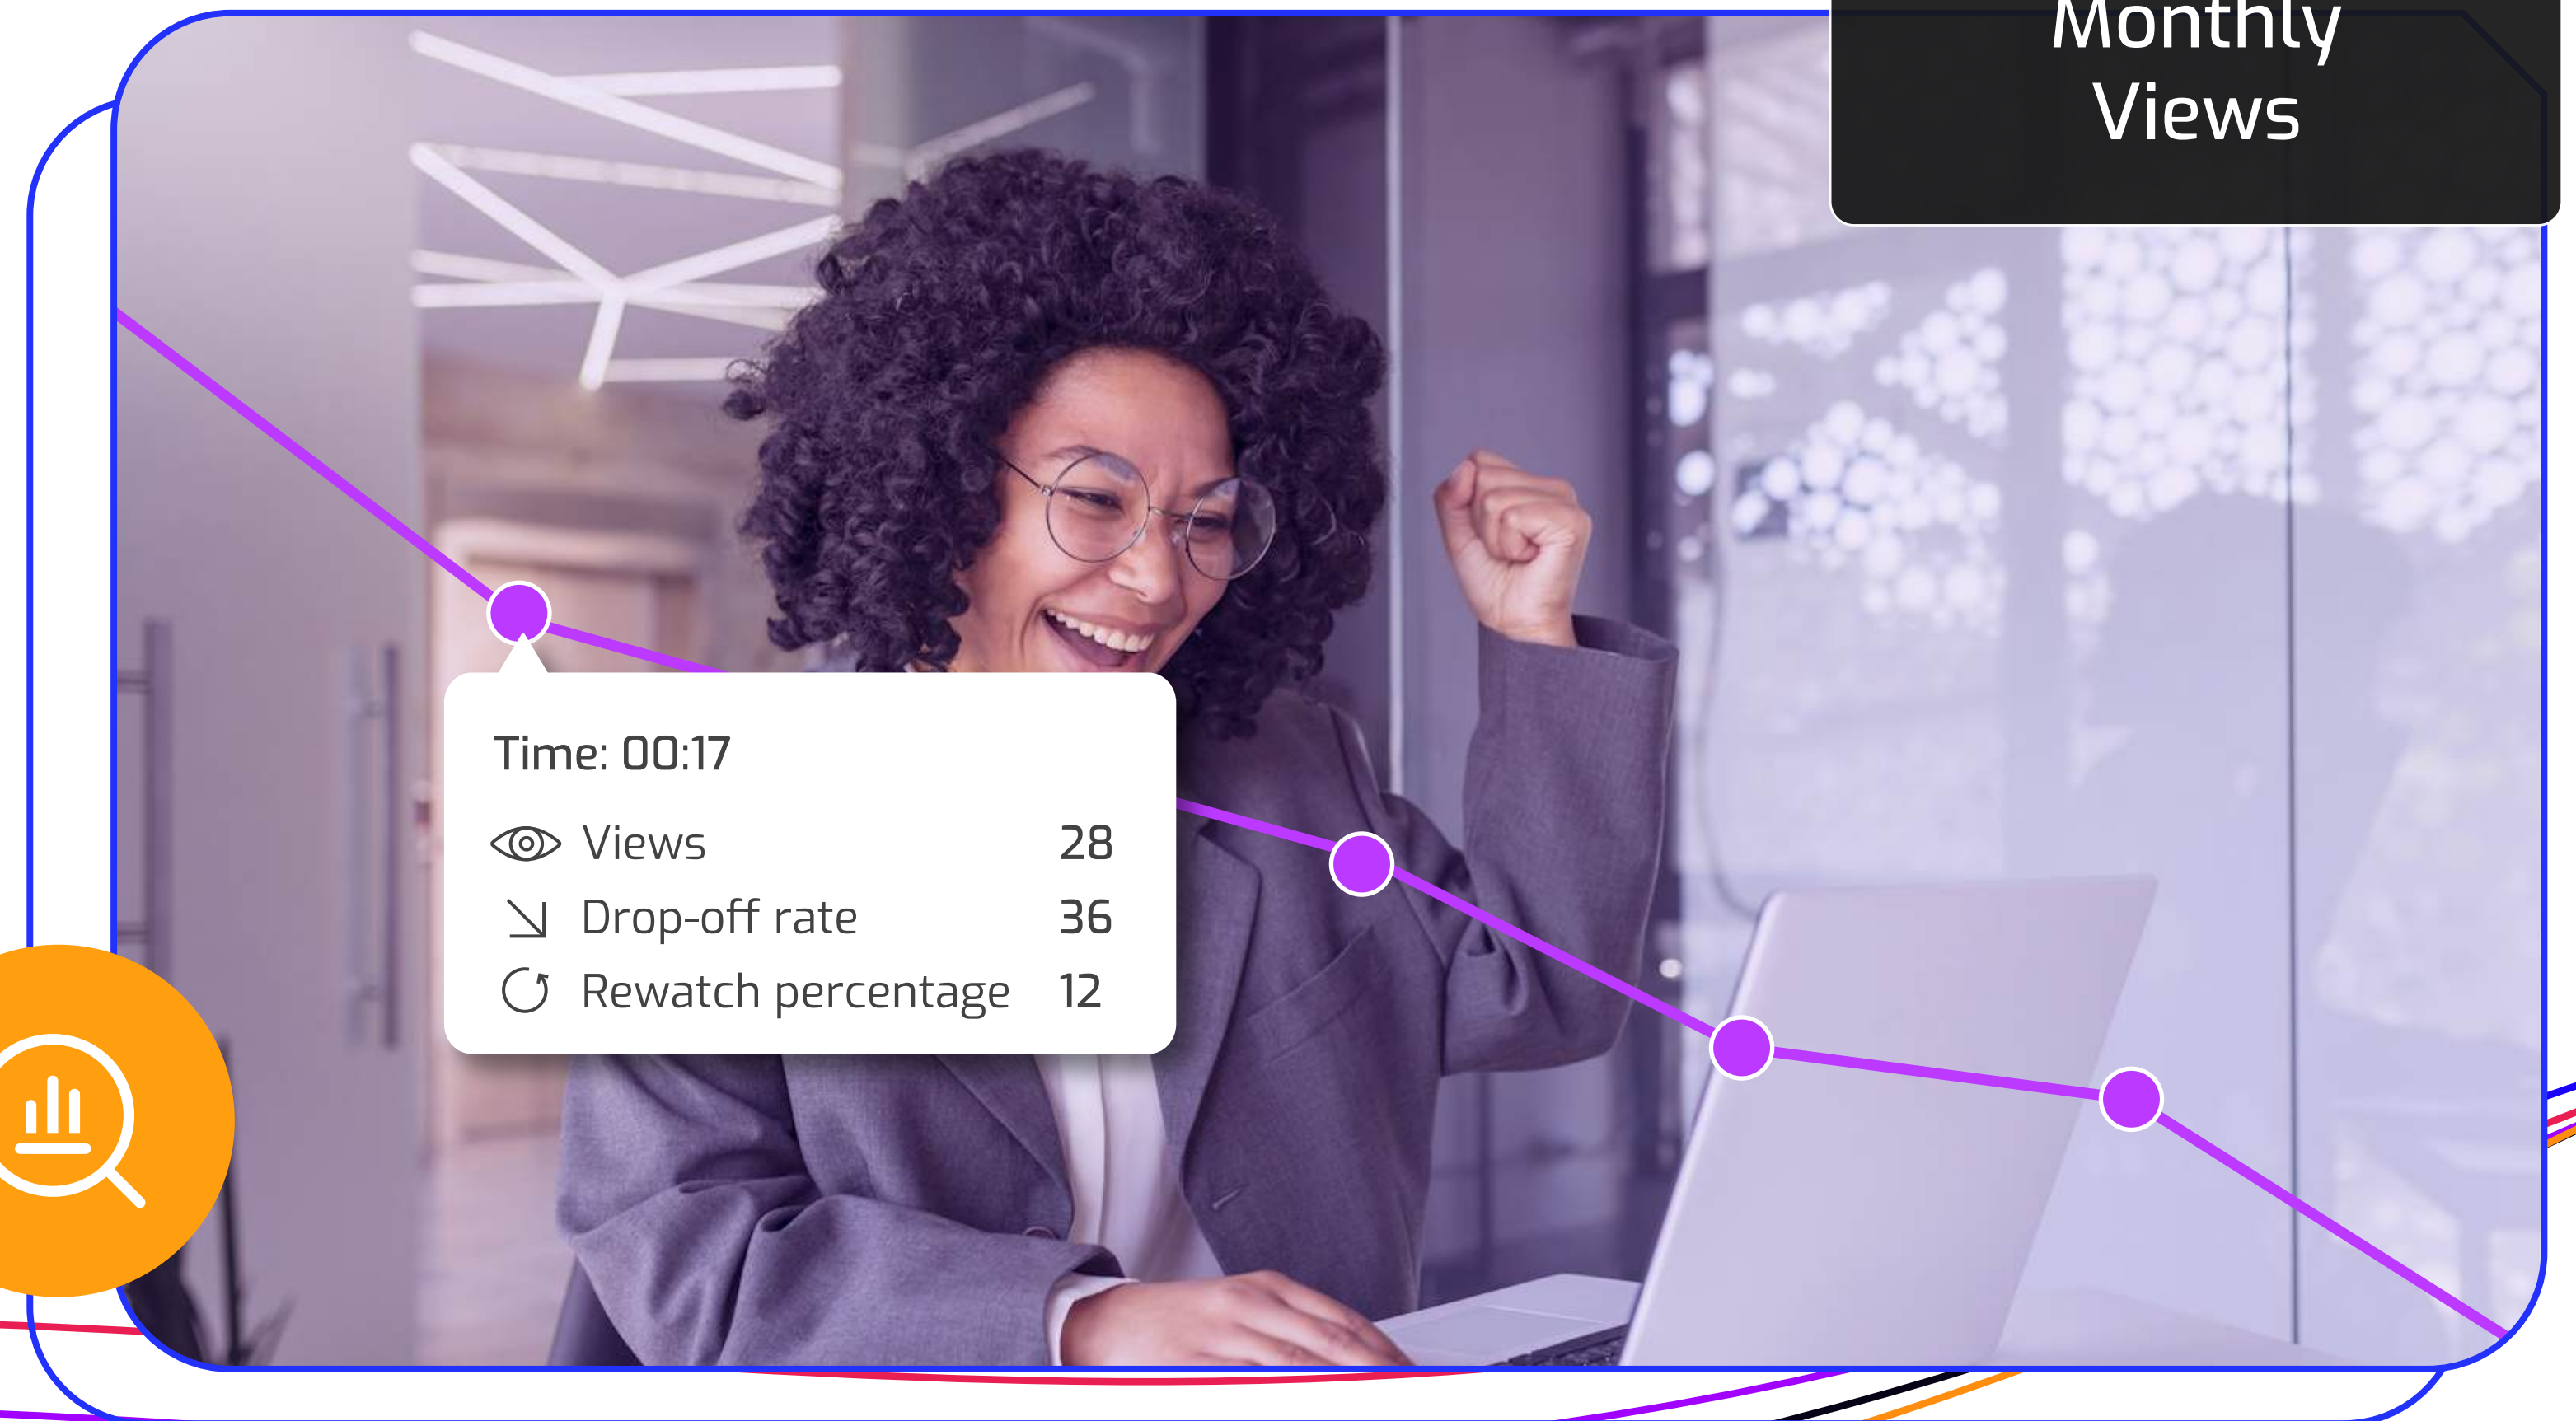 Monthly
Views
Time: 00:17
Views 28
Drop-off rate 36
Rewatch percentage 12